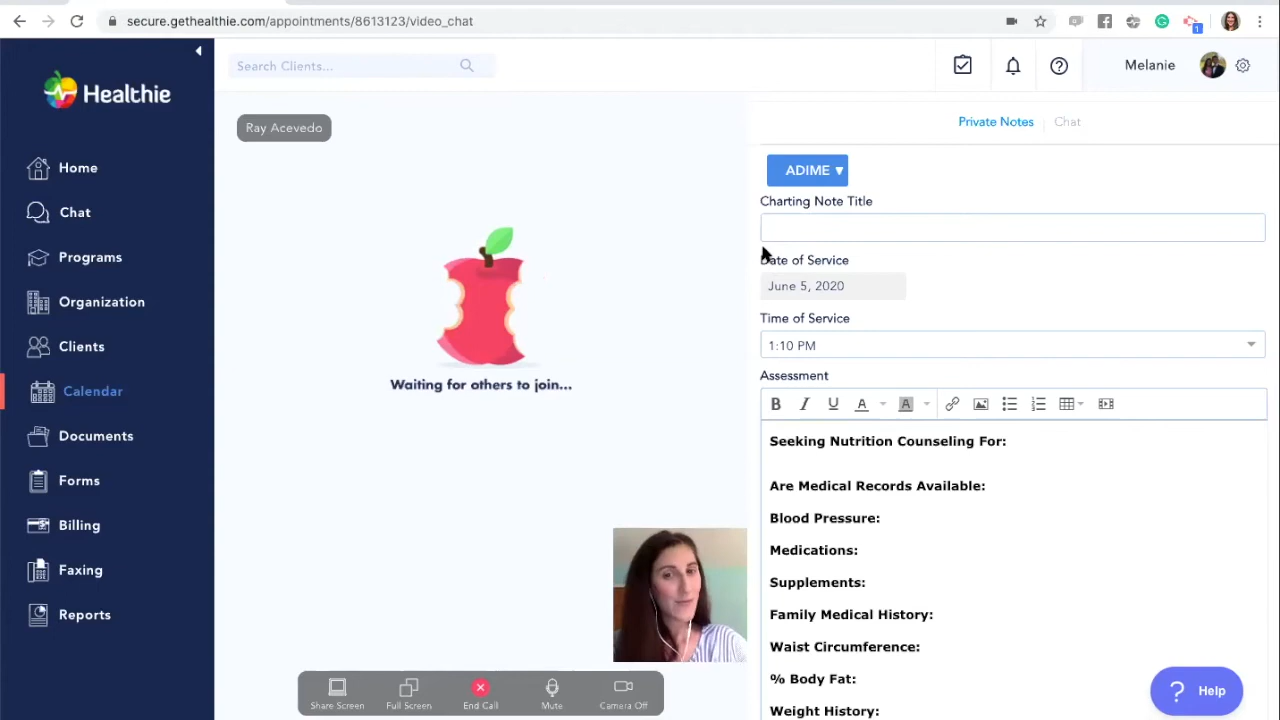 secure.gethealthie.com/appointments/8613123/video_chat
1
Healthie
Search Clients...
Melanie
Home
Chat
Programs
Organization
Clients
Calendar
Documents
Forms
Billing
Faxing
Reports
Ray Acevedo
Waiting for others to join...
Share Screen
Full Screen
End Call
Mute
Camera Off
Private Notes
Chat
ADIME ▾
Charting Note Title
Date of Service
June 5, 2020
Time of Service
1:10 PM
Assessment
B I U A A
Seeking Nutrition Counseling For:
Are Medical Records Available:
Blood Pressure:
Medications:
Supplements:
Family Medical History:
Waist Circumference:
% Body Fat:
Weight History:
? Help